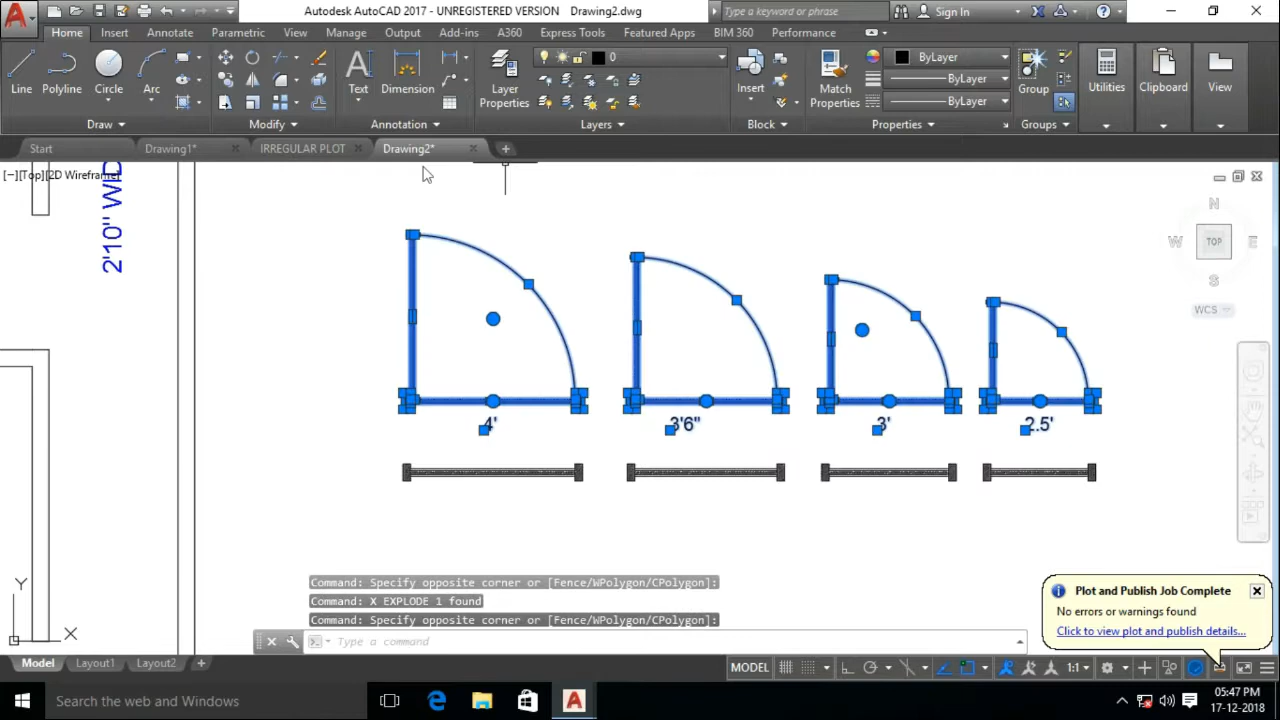 Autodesk AutoCAD 2017 - UNREGISTERED VERSION Drawing2.dwg
Type a keyword or phrase
Sign In
Home Insert Annotate Parametric View Manage Output Add-ins A360 Express Tools Featured Apps BIM 360 Performance
0
ByLayer
ByLayer
ByLayer
Line Polyline Circle Arc
Text Dimension
Layer Properties
Insert
Match Properties
Group
Utilities Clipboard View
Draw Modify Annotation Layers Block Properties Groups
Start Drawing1* IRREGULAR PLOT Drawing2*
[−][Top][2D Wireframe]
2'10" WID
N
W TOP E
S
WCS
4' 3'6" 3' 2.5'
Command: Specify opposite corner or [Fence/WPolygon/CPolygon]:
Command: X EXPLODE 1 found
Command: Specify opposite corner or [Fence/WPolygon/CPolygon]:
Type a command
Y
X
Plot and Publish Job Complete
No errors or warnings found
Click to view plot and publish details...
Model Layout1 Layout2
MODEL
1:1
Search the web and Windows
05:47 PM
17-12-2018